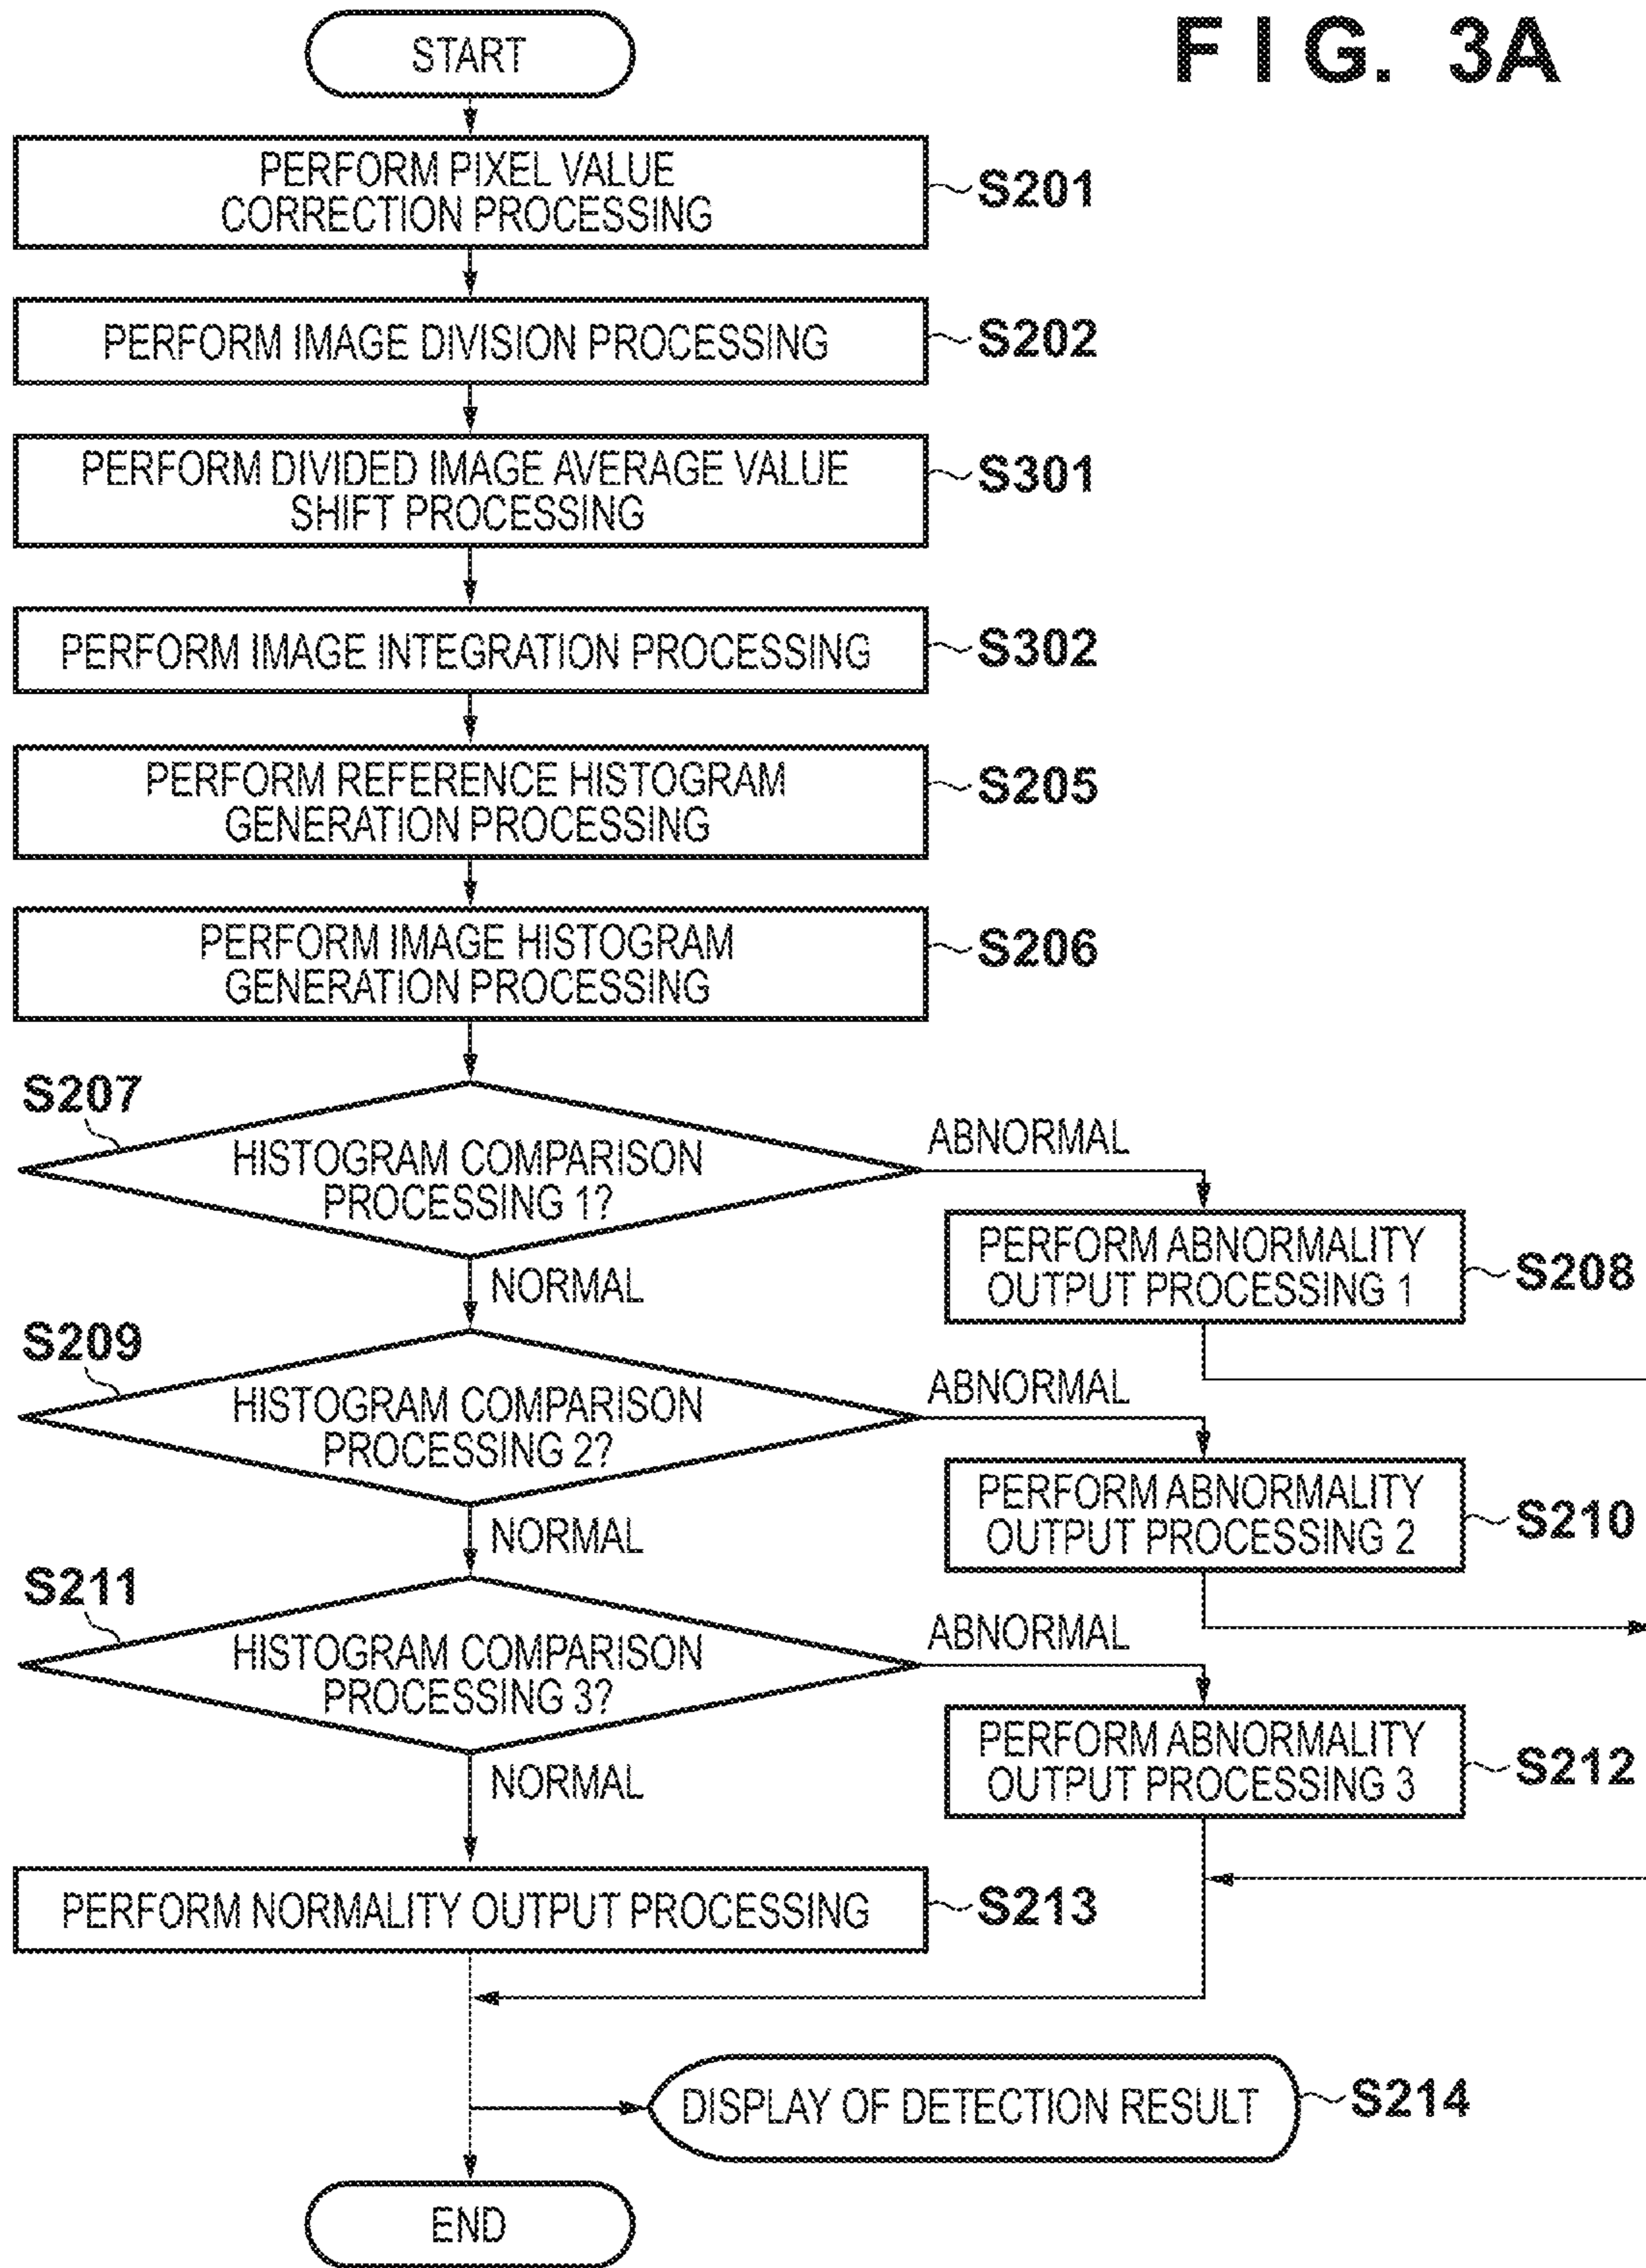 F I G. 3A
START
PERFORM PIXEL VALUE
CORRECTION PROCESSING
S201
PERFORM IMAGE DIVISION PROCESSING
S202
PERFORM DIVIDED IMAGE AVERAGE VALUE
SHIFT PROCESSING
S301
PERFORM IMAGE INTEGRATION PROCESSING
S302
PERFORM REFERENCE HISTOGRAM
GENERATION PROCESSING
S205
PERFORM IMAGE HISTOGRAM
GENERATION PROCESSING
S206
S207
HISTOGRAM COMPARISON
PROCESSING 1?
ABNORMAL
NORMAL
PERFORM ABNORMALITY
OUTPUT PROCESSING 1
S208
S209
HISTOGRAM COMPARISON
PROCESSING 2?
ABNORMAL
NORMAL
PERFORM ABNORMALITY
OUTPUT PROCESSING 2
S210
S211
HISTOGRAM COMPARISON
PROCESSING 3?
ABNORMAL
NORMAL
PERFORM ABNORMALITY
OUTPUT PROCESSING 3
S212
PERFORM NORMALITY OUTPUT PROCESSING
S213
DISPLAY OF DETECTION RESULT
S214
END